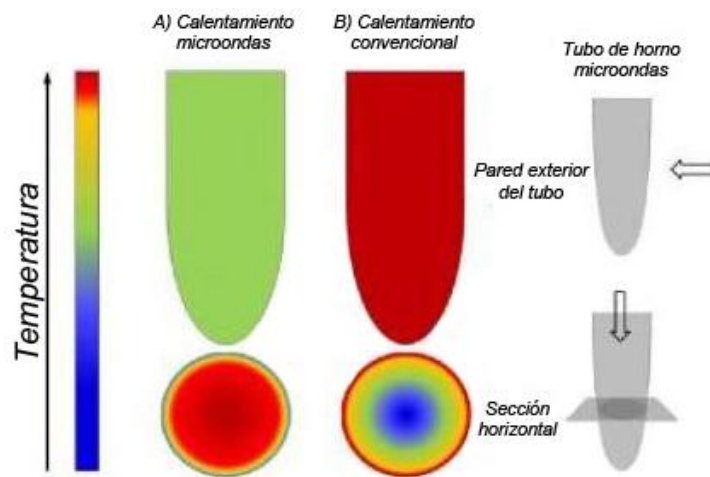 A) Calentamiento
microondas
B) Calentamiento
convencional
Tubo de horno
microondas
Temperatura
Pared exterior
del tubo
Sección
horizontal